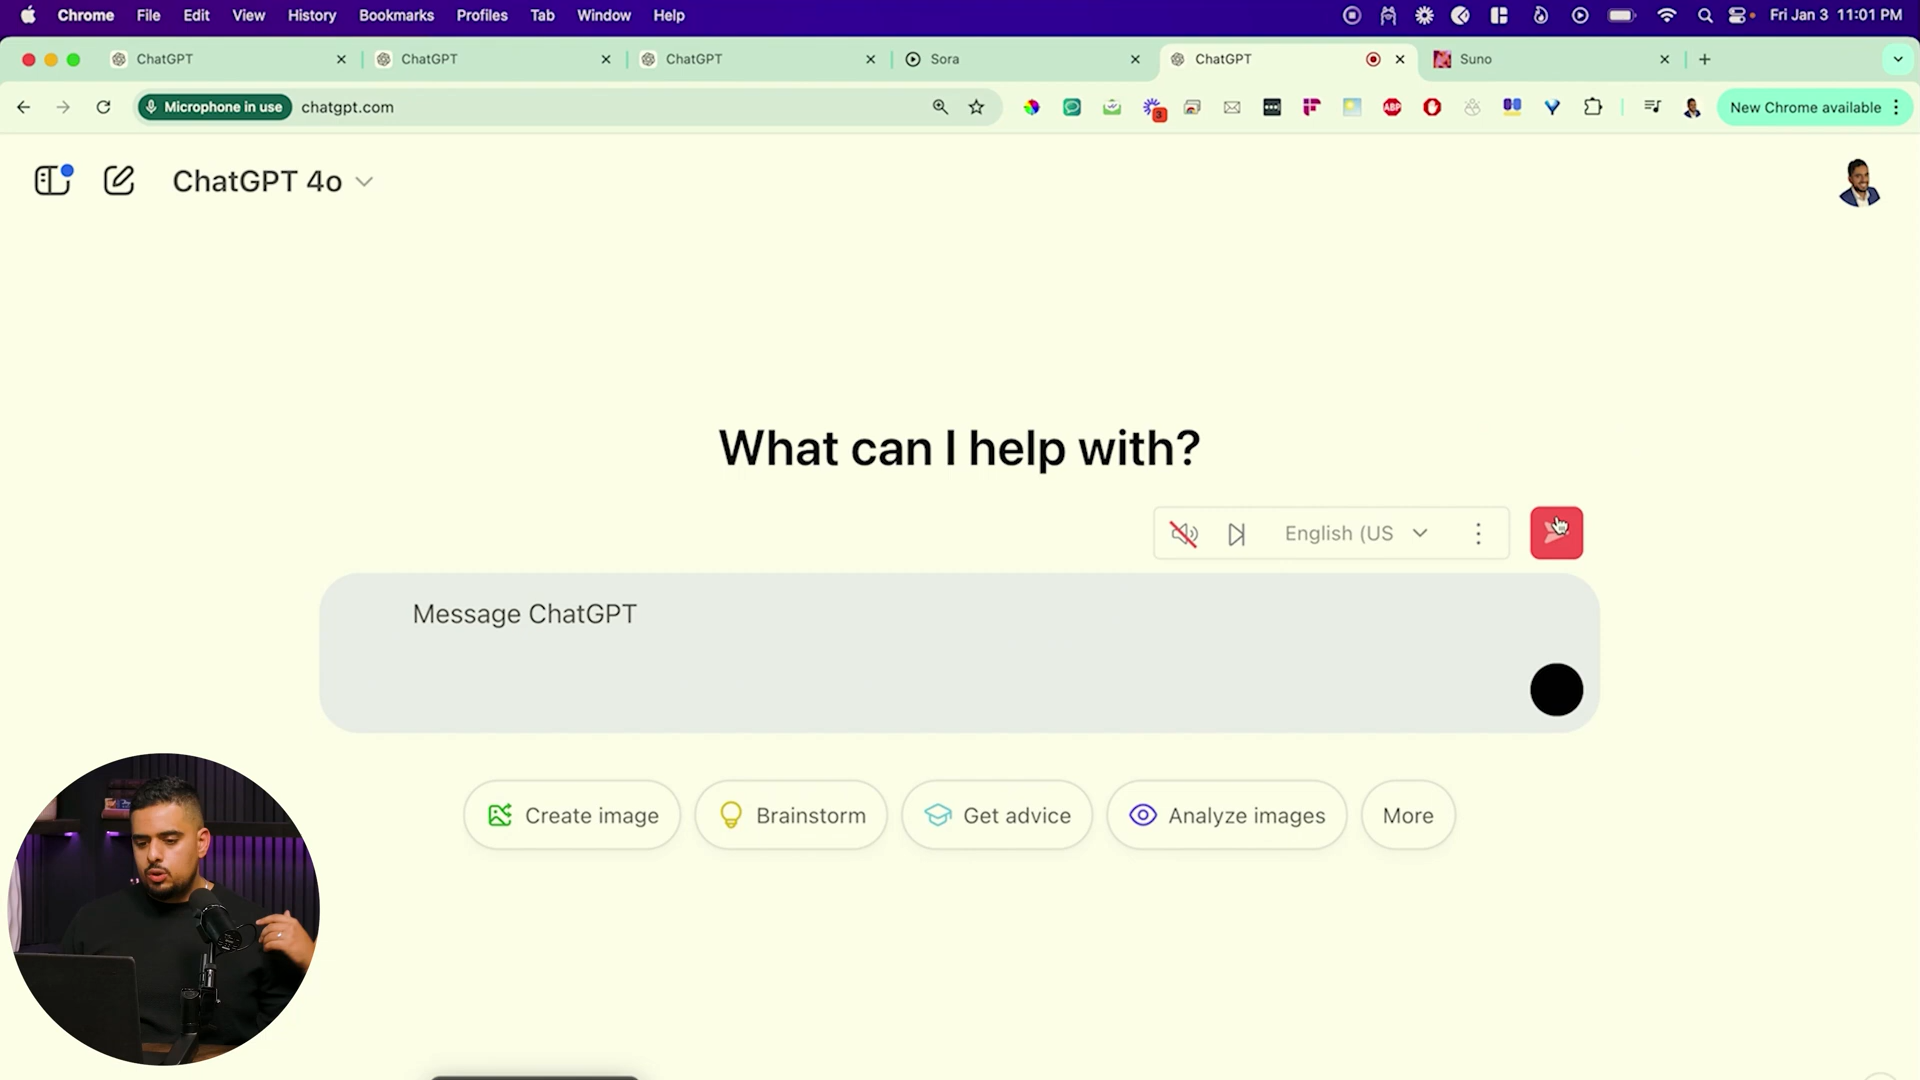 Chrome File Edit View History Bookmarks Profiles Tab Window Help Fri Jan 3 11:01 PM
ChatGPT ChatGPT ChatGPT Sora ChatGPT Suno
Microphone in use chatgpt.com 3 ABP New Chrome available
ChatGPT 4o
What can I help with?
English (US
Message ChatGPT
Create image Brainstorm Get advice Analyze images More